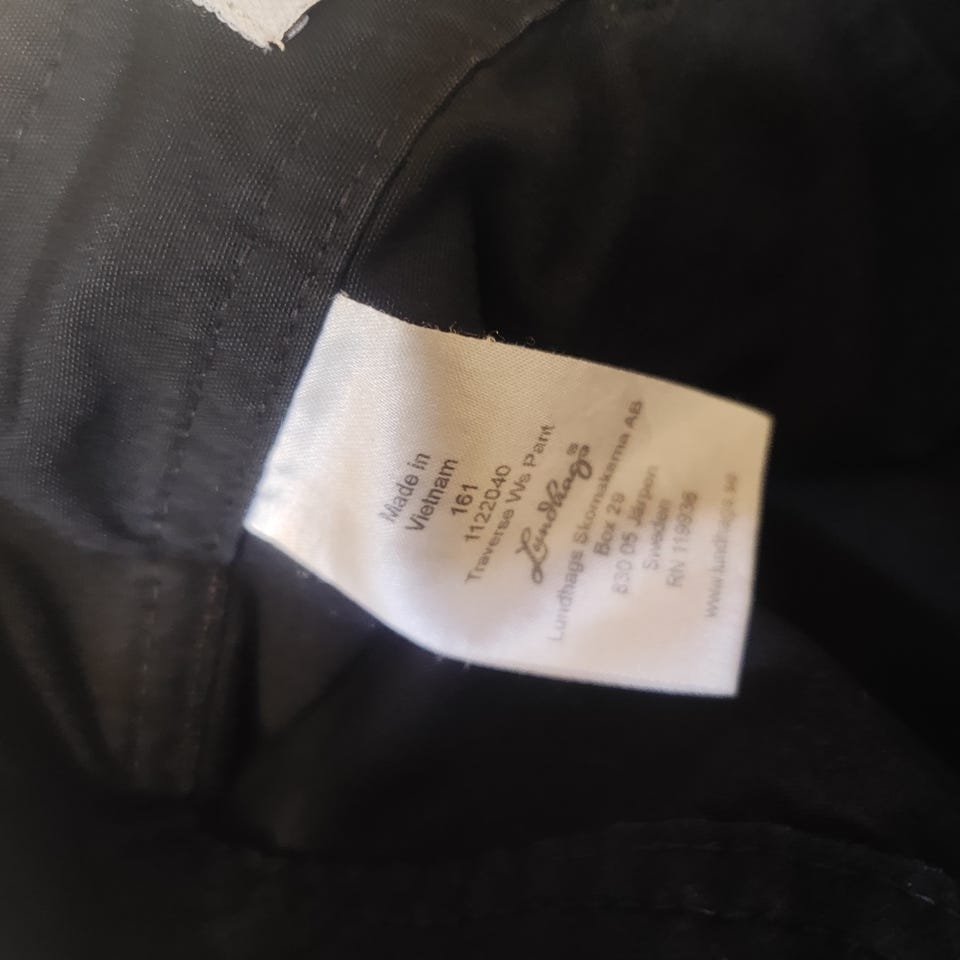 Made in
Vietnam
161
1122040
Traverse Ws Pant
Lundhags®
Lundhags Skomakarna AB
Box 29
830 05 Järpen
Sweden
RN 119936
www.lundhags.se